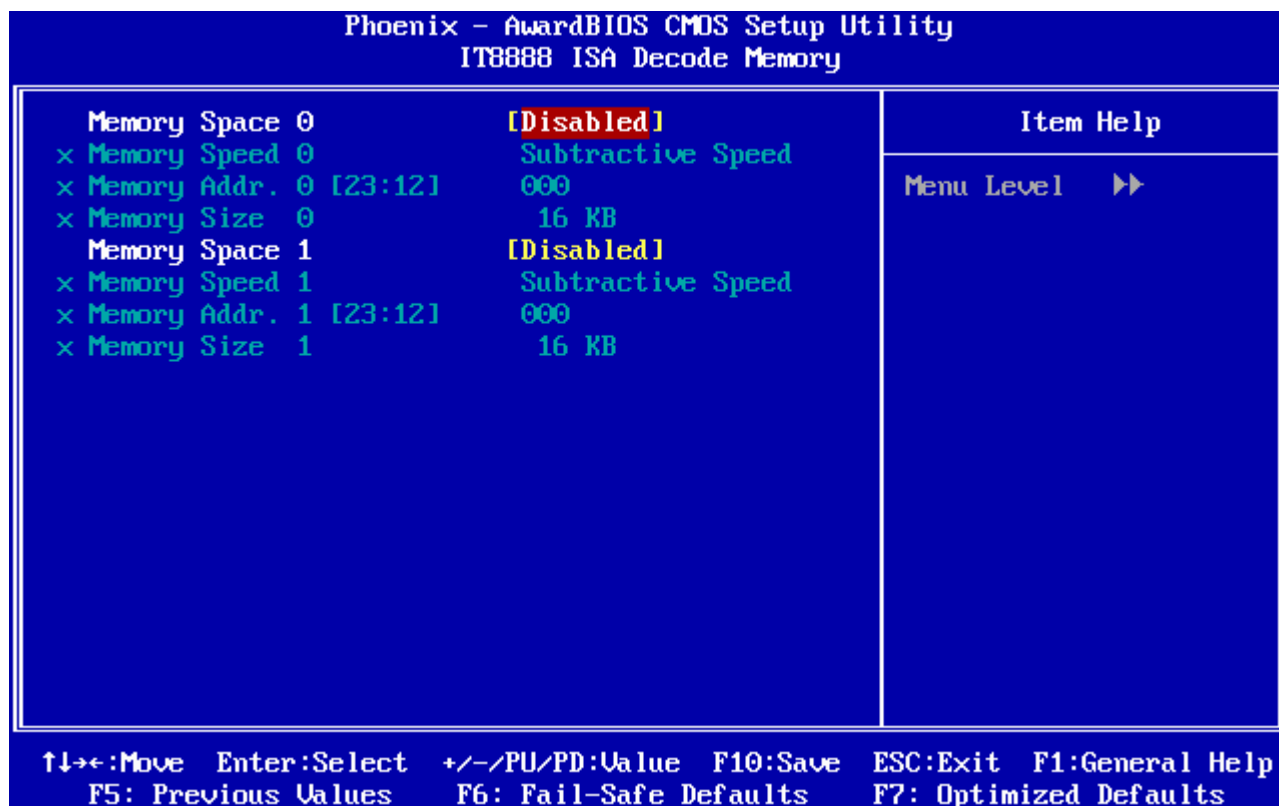 Phoenix - AwardBIOS CMOS Setup Utility
IT8888 ISA Decode Memory
Memory Space 0 [Disabled]
x Memory Speed 0 Subtractive Speed
x Memory Addr. 0 [23:12] 000
x Memory Size 0 16 KB
Memory Space 1 [Disabled]
x Memory Speed 1 Subtractive Speed
x Memory Addr. 1 [23:12] 000
x Memory Size 1 16 KB
Item Help
Menu Level ▶▶
↑↓→←:Move Enter:Select +/-/PU/PD:Value F10:Save ESC:Exit F1:General Help
F5: Previous Values F6: Fail-Safe Defaults F7: Optimized Defaults